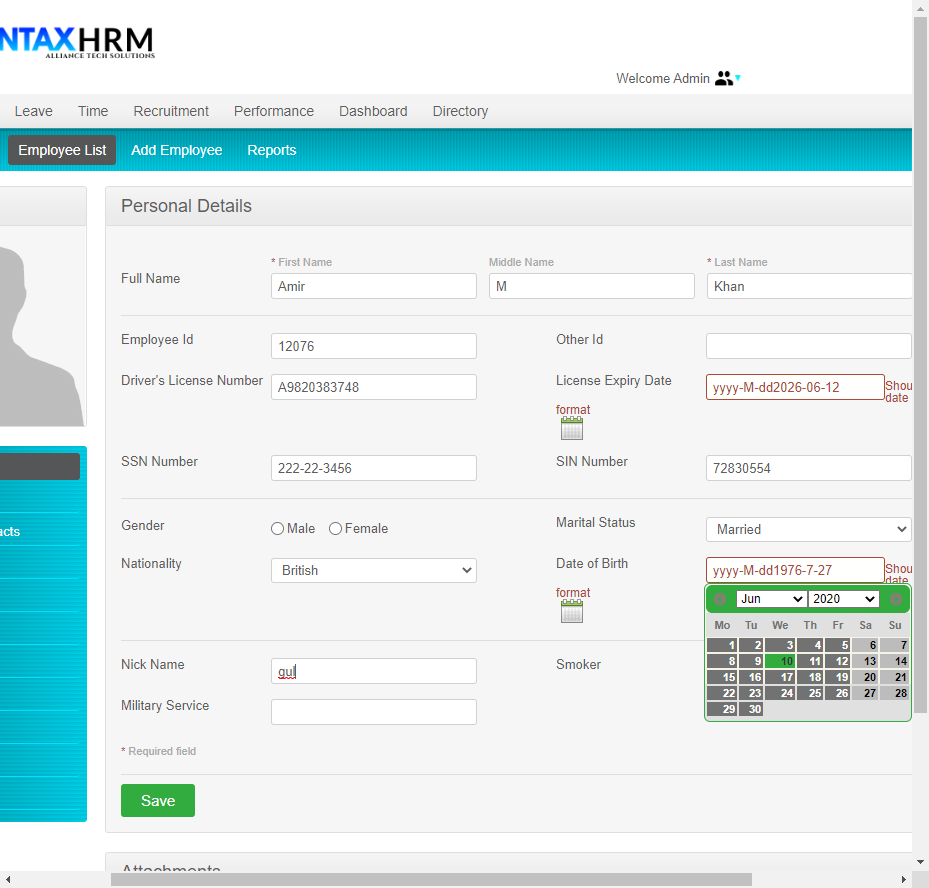 NTAXHRM
ALLIANCE TECH SOLUTIONS
Welcome Admin
Leave Time Recruitment Performance Dashboard Directory
Employee List Add Employee Reports
Personal Details
* First Name Middle Name * Last Name
Full Name Amir M Khan
Employee Id 12076 Other Id
Driver's License Number A9820383748 License Expiry Date yyyy-M-dd2026-06-12 Shou
date
format
SSN Number 222-22-3456 SIN Number 72830554
Gender Male Female Marital Status Married
acts
Nationality British Date of Birth yyyy-M-dd1976-7-27 Shou
date
format
Jun 2020
Mo Tu We Th Fr Sa Su
1 2 3 4 5 6 7
8 9 10 11 12 13 14
15 16 17 18 19 20 21
22 23 24 25 26 27 28
29 30
Nick Name gul Smoker
Military Service
* Required field
Save
Attachments